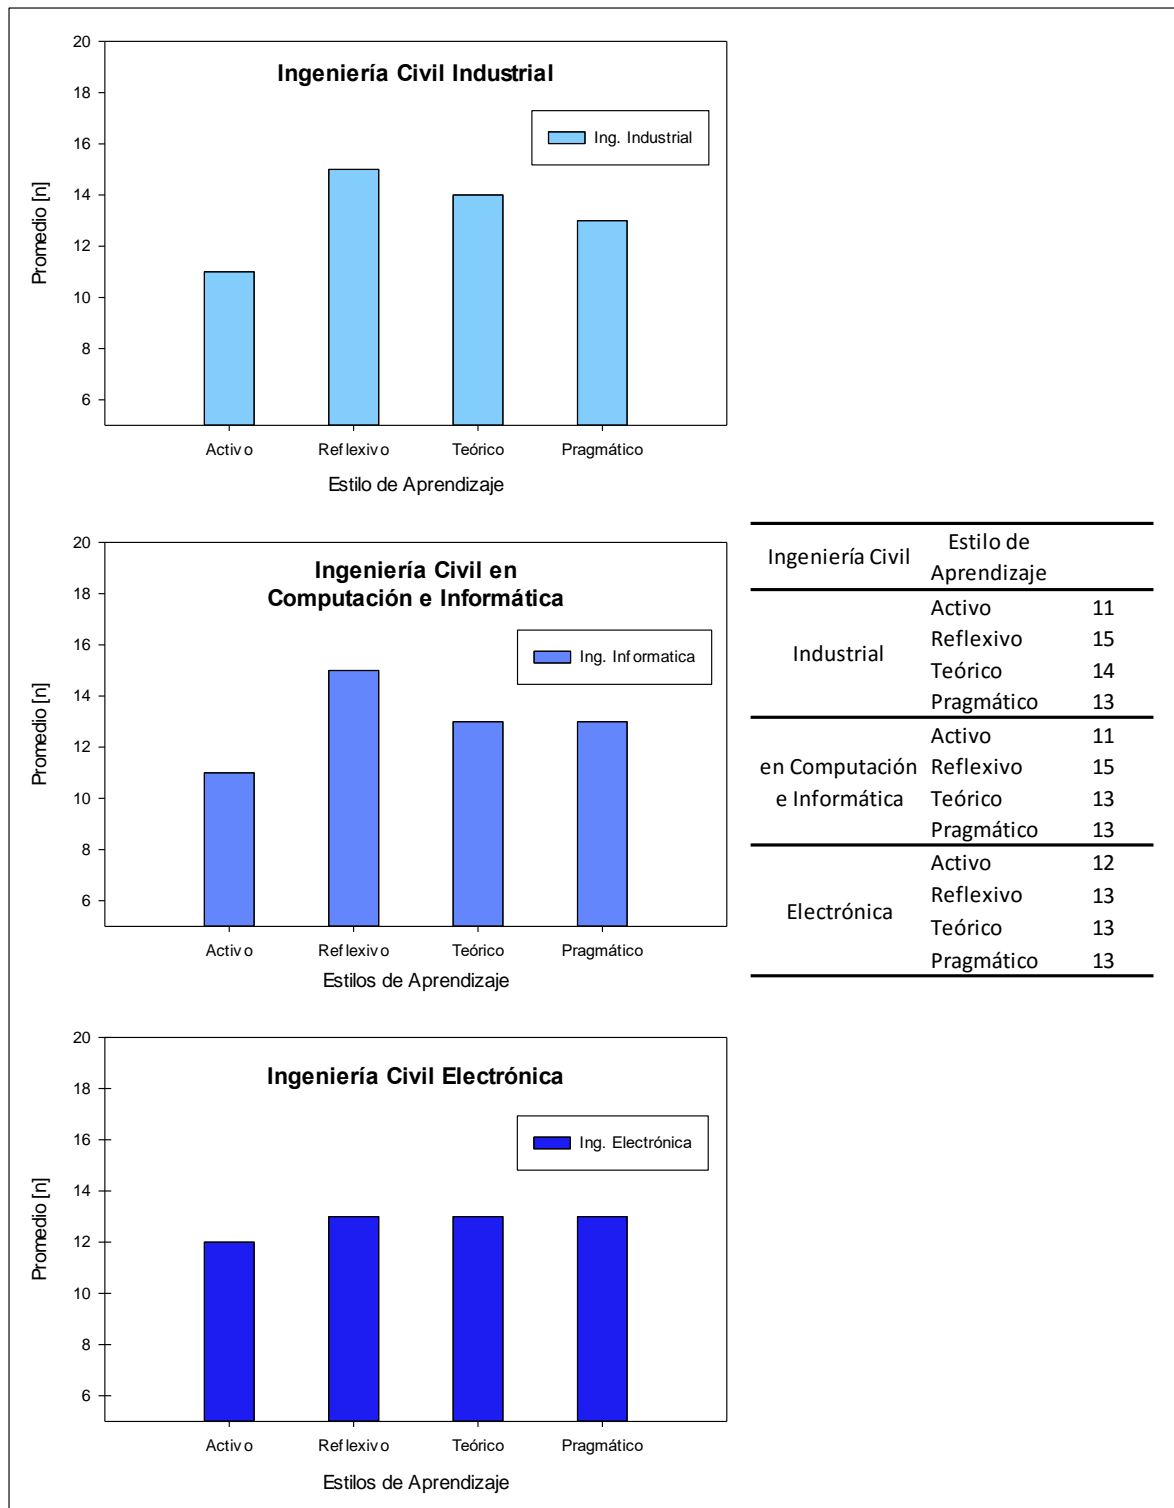 Ingeniería Civil Industrial
Ing. Industrial
Promedio [n]
20
18
16
14
12
10
8
6
Activo Reflexivo Teórico Pragmático
Estilo de Aprendizaje
Ingeniería Civil en
Computación e Informática
Ing. Informatica
Promedio [n]
20
18
16
14
12
10
8
6
Activo Reflexivo Teórico Pragmático
Estilos de Aprendizaje
Ingeniería Civil Estilo de
Aprendizaje
Industrial
Activo 11
Reflexivo 15
Teórico 14
Pragmático 13
en Computación
e Informática
Activo 11
Reflexivo 15
Teórico 13
Pragmático 13
Electrónica
Activo 12
Reflexivo 13
Teórico 13
Pragmático 13
Ingeniería Civil Electrónica
Ing. Electrónica
Promedio [n]
20
18
16
14
12
10
8
6
Activo Reflexivo Teórico Pragmático
Estilos de Aprendizaje